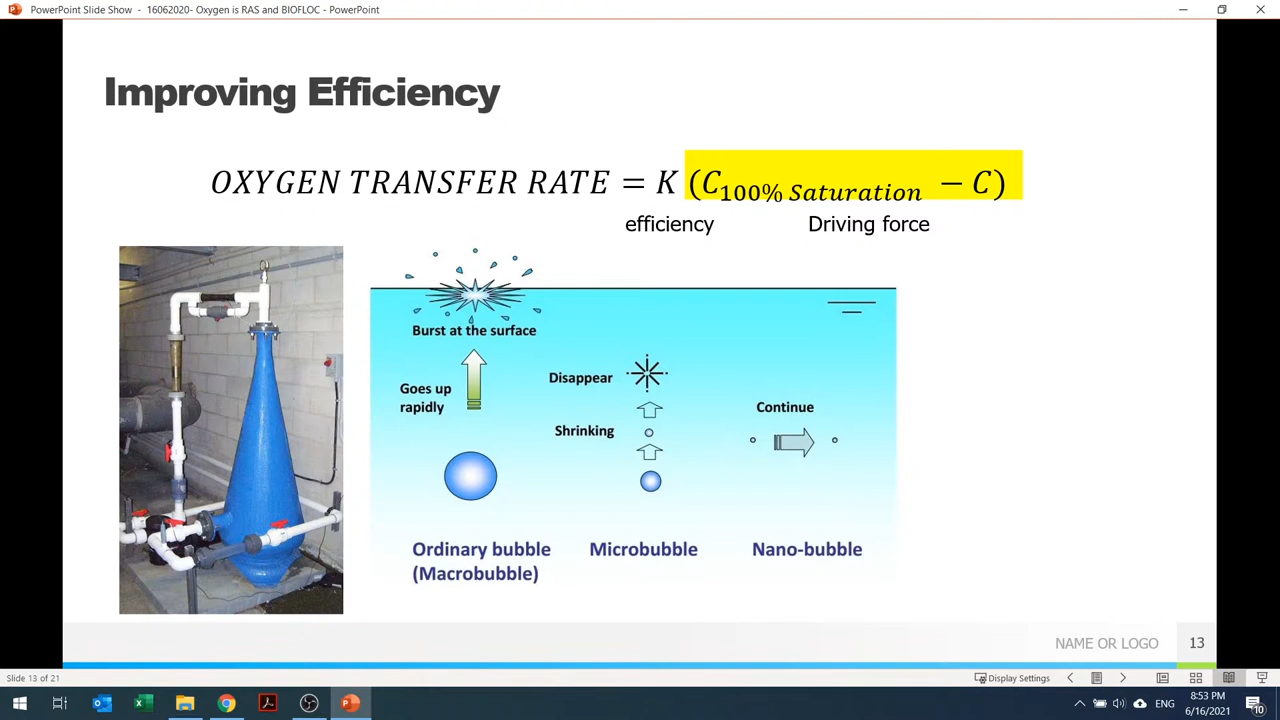 PowerPoint Slide Show - 16062020- Oxygen is RAS and BIOFLOC - PowerPoint
Improving Efficiency
OXYGEN TRANSFER RATE = K (C100% Saturation − C)
efficiency Driving force
Burst at the surface
Goes up
rapidly
Disappear
Shrinking
Continue
Ordinary bubble
(Macrobubble)
Microbubble
Nano-bubble
NAME OR LOGO 13
Slide 13 of 21
Display Settings
ENG
8:53 PM
6/16/2021
10